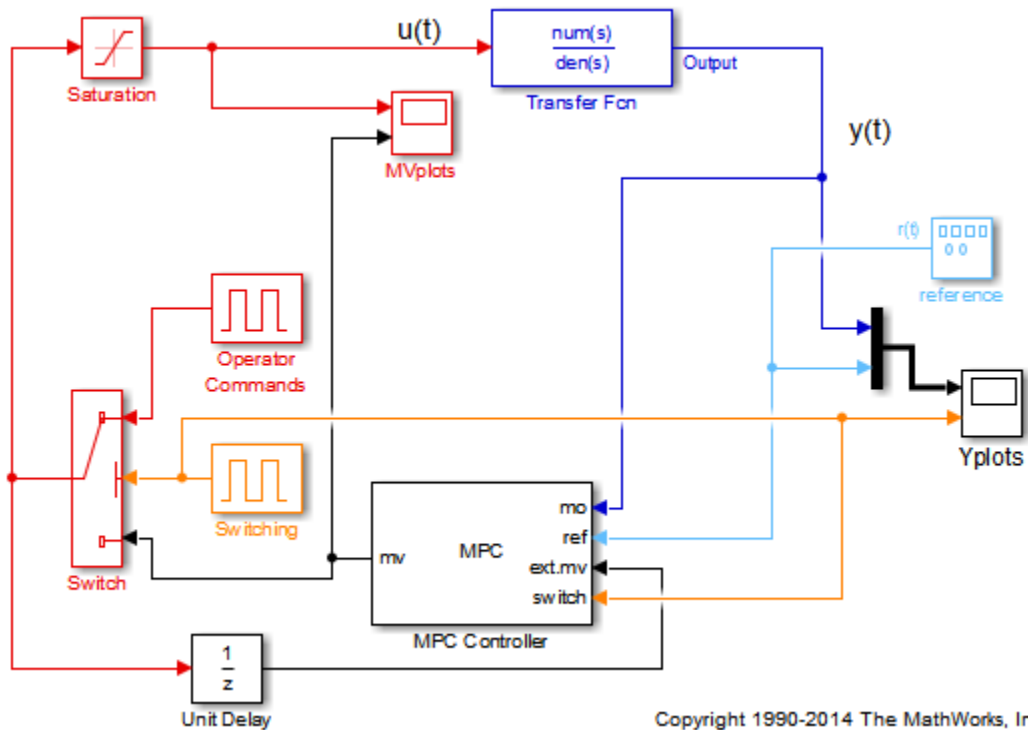 u(t)
num(s)
den(s)
Output
Saturation
Transfer Fcn
MVplots
y(t)
r(t)
reference
Operator
Commands
Yplots
Switching
mo
ref
MPC
mv
ext.mv
switch
Switch
MPC Controller
1
z
Unit Delay
Copyright 1990-2014 The MathWorks, In